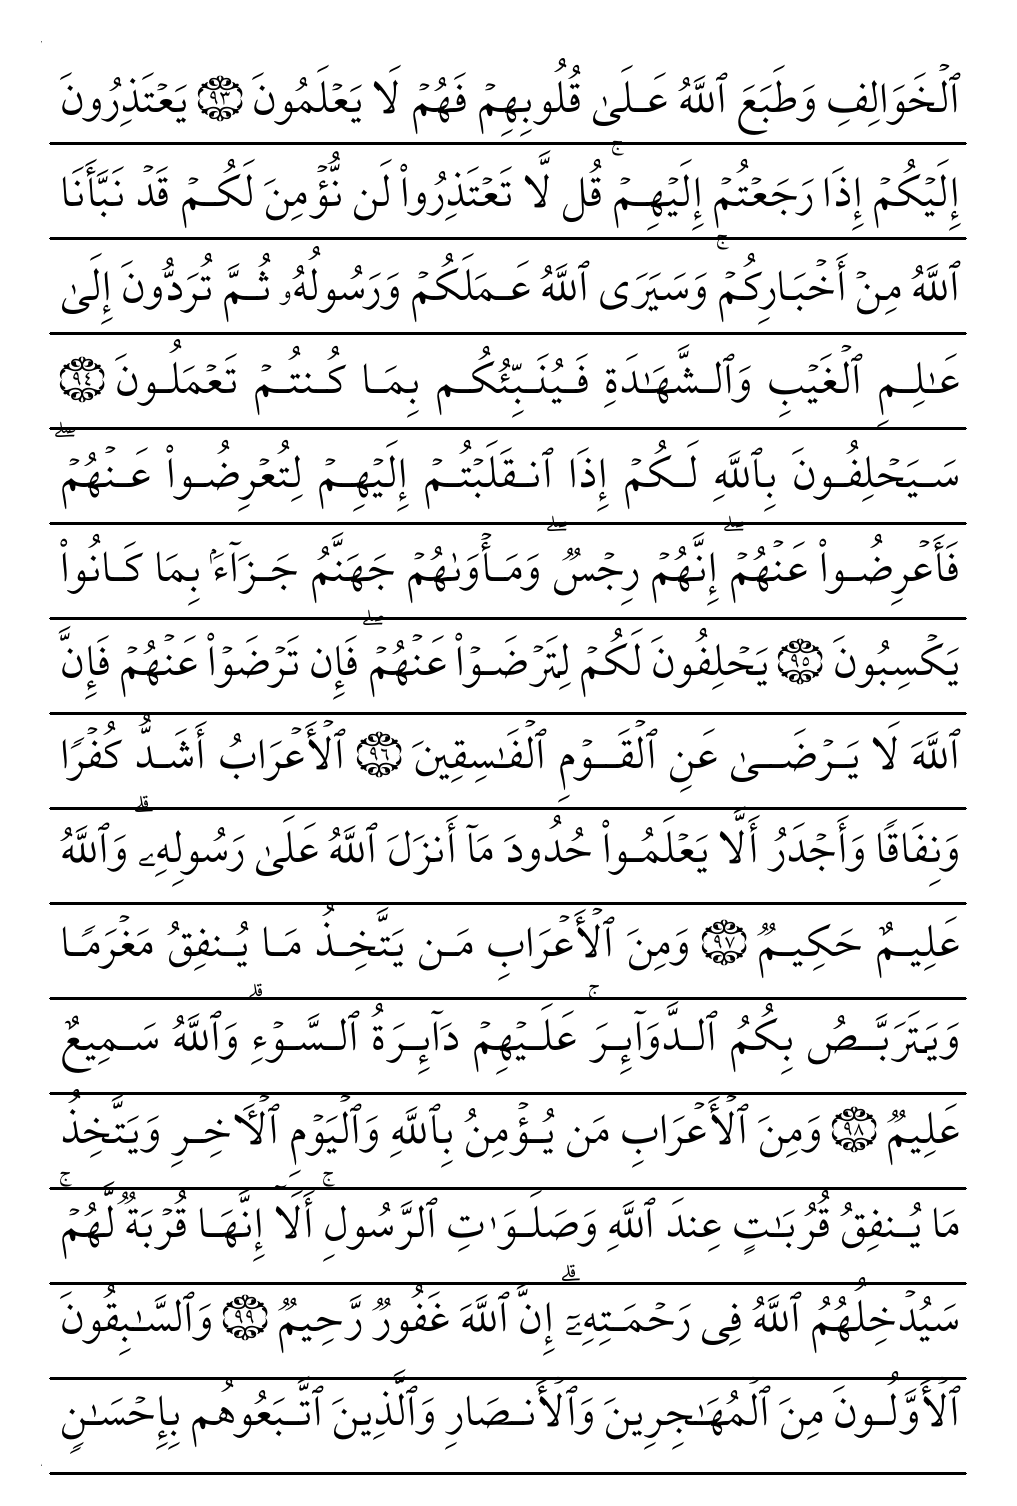 ٱلۡخَوَالِفِ وَطَبَعَ ٱللَّهُ عَلَىٰ قُلُوبِهِمۡ فَهُمۡ لَا يَعۡلَمُونَ ٩٣ يَعۡتَذِرُونَ
إِلَيۡكُمۡ إِذَا رَجَعۡتُمۡ إِلَيۡهِمۡۚ قُل لَّا تَعۡتَذِرُواْ لَن نُّؤۡمِنَ لَكُمۡ قَدۡ نَبَّأَنَا
ٱللَّهُ مِنۡ أَخۡبَارِكُمۡۚ وَسَيَرَى ٱللَّهُ عَمَلَكُمۡ وَرَسُولُهُۥ ثُمَّ تُرَدُّونَ إِلَىٰ
عَٰلِمِ ٱلۡغَيۡبِ وَٱلشَّهَٰدَةِ فَيُنَبِّئُكُم بِمَا كُنتُمۡ تَعۡمَلُونَ ٩٤
سَيَحۡلِفُونَ بِٱللَّهِ لَكُمۡ إِذَا ٱنقَلَبۡتُمۡ إِلَيۡهِمۡ لِتُعۡرِضُواْ عَنۡهُمۡۖ
فَأَعۡرِضُواْ عَنۡهُمۡۖ إِنَّهُمۡ رِجۡسٞۖ وَمَأۡوَىٰهُمۡ جَهَنَّمُ جَزَآءَۢ بِمَا كَانُواْ
يَكۡسِبُونَ ٩٥ يَحۡلِفُونَ لَكُمۡ لِتَرۡضَوۡاْ عَنۡهُمۡۖ فَإِن تَرۡضَوۡاْ عَنۡهُمۡ فَإِنَّ
ٱللَّهَ لَا يَرۡضَىٰ عَنِ ٱلۡقَوۡمِ ٱلۡفَٰسِقِينَ ٩٦ ٱلۡأَعۡرَابُ أَشَدُّ كُفۡرٗا
وَنِفَاقٗا وَأَجۡدَرُ أَلَّا يَعۡلَمُواْ حُدُودَ مَآ أَنزَلَ ٱللَّهُ عَلَىٰ رَسُولِهِۦۗ وَٱللَّهُ
عَلِيمٌ حَكِيمٞ ٩٧ وَمِنَ ٱلۡأَعۡرَابِ مَن يَتَّخِذُ مَا يُنفِقُ مَغۡرَمٗا
وَيَتَرَبَّصُ بِكُمُ ٱلدَّوَآئِرَۚ عَلَيۡهِمۡ دَآئِرَةُ ٱلسَّوۡءِۗ وَٱللَّهُ سَمِيعٌ
عَلِيمٞ ٩٨ وَمِنَ ٱلۡأَعۡرَابِ مَن يُؤۡمِنُ بِٱللَّهِ وَٱلۡيَوۡمِ ٱلۡأٓخِرِ وَيَتَّخِذُ
مَا يُنفِقُ قُرُبَٰتٍ عِندَ ٱللَّهِ وَصَلَوَٰتِ ٱلرَّسُولِۚ أَلَآ إِنَّهَا قُرۡبَةٞ لَّهُمۡۚ
سَيُدۡخِلُهُمُ ٱللَّهُ فِي رَحۡمَتِهِۦٓۗ إِنَّ ٱللَّهَ غَفُورٞ رَّحِيمٞ ٩٩ وَٱلسَّٰبِقُونَ
ٱلۡأَوَّلُونَ مِنَ ٱلۡمُهَٰجِرِينَ وَٱلۡأَنصَارِ وَٱلَّذِينَ ٱتَّبَعُوهُم بِإِحۡسَٰنٖ